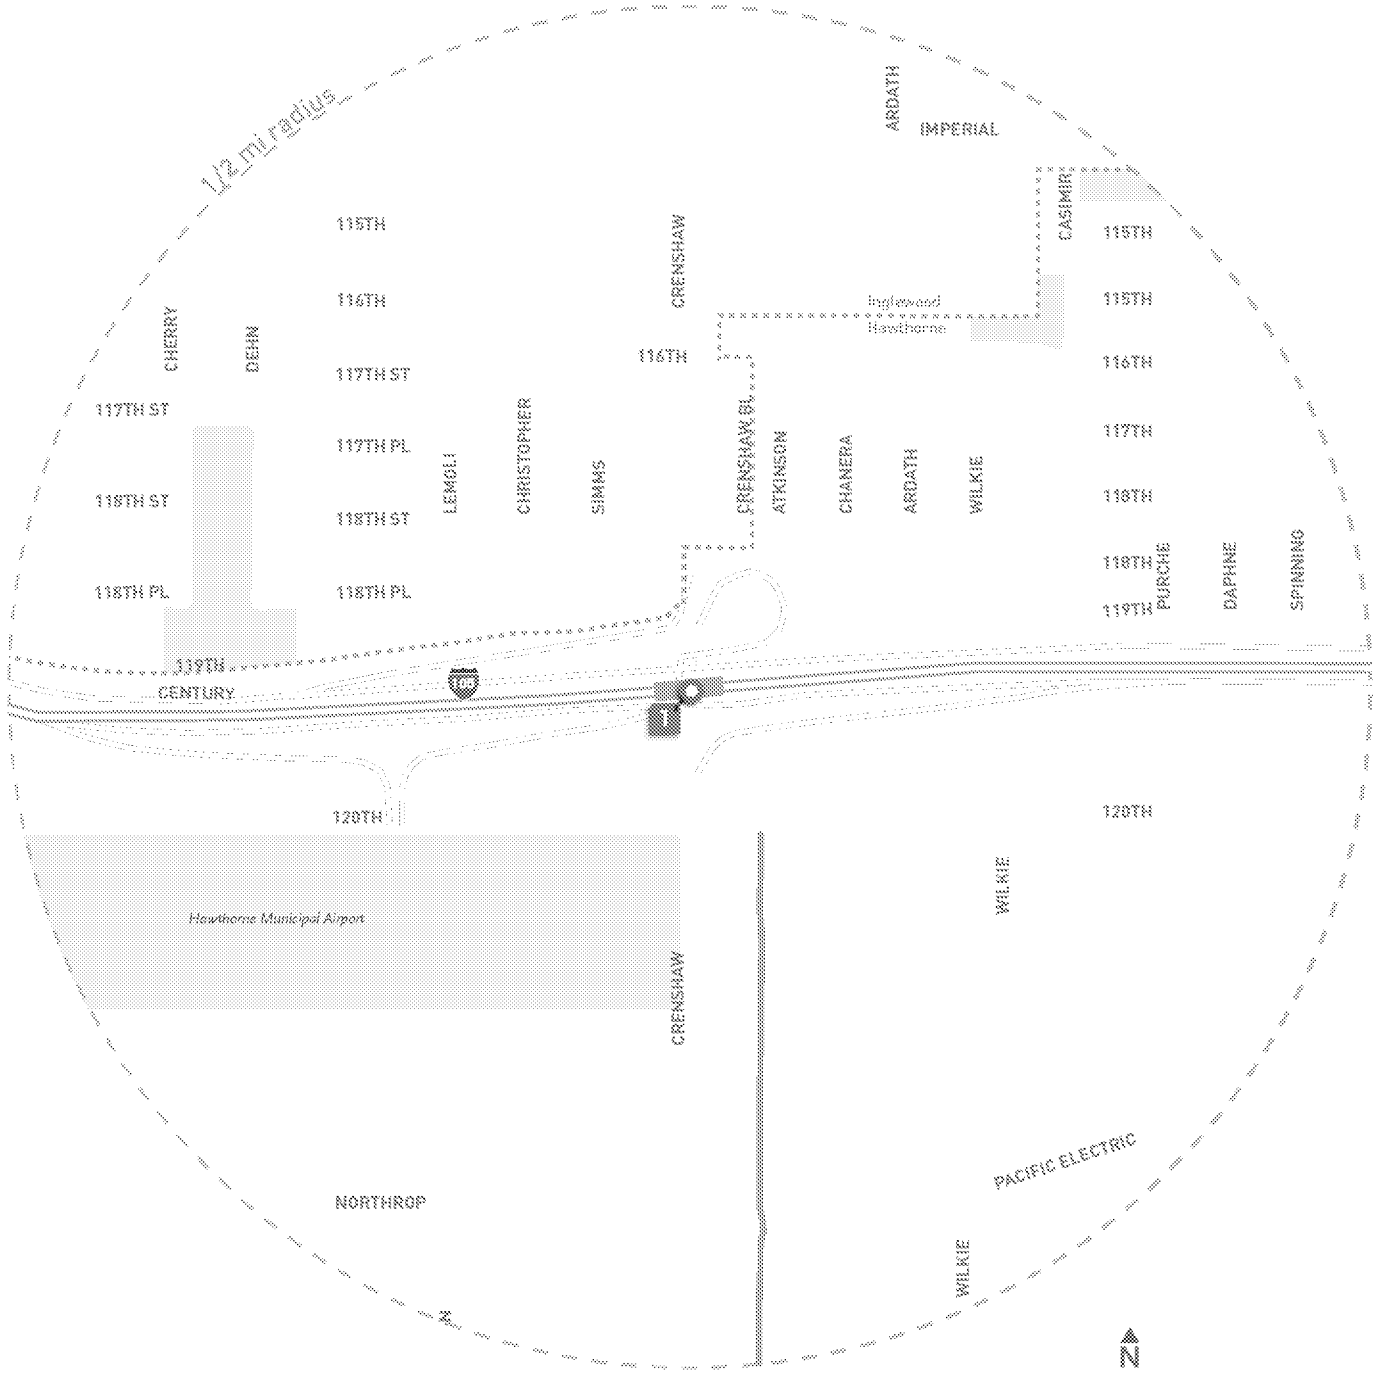 1/2 mi radius
ARDATH
IMPERIAL
CASIMIR
115TH
CRENSHAW
115TH
116TH
Inglewood
115TH
CHERRY
DEHN
Hawthorne
116TH
116TH
117TH ST
117TH ST
CHRISTOPHER
CRENSHAW BL
117TH PL
LEMOLI
SIMMS
ATKINSON
CHANERA
ARDATH
WILKIE
117TH
118TH ST
118TH ST
118TH
118TH PL
118TH PL
118TH
119TH
PURCHE
DAPHNE
SPINNING
119TH
CENTURY
105
T
120TH
120TH
WILKIE
Hawthorne Municipal Airport
CRENSHAW
PACIFIC ELECTRIC
NORTHROP
WILKIE
N